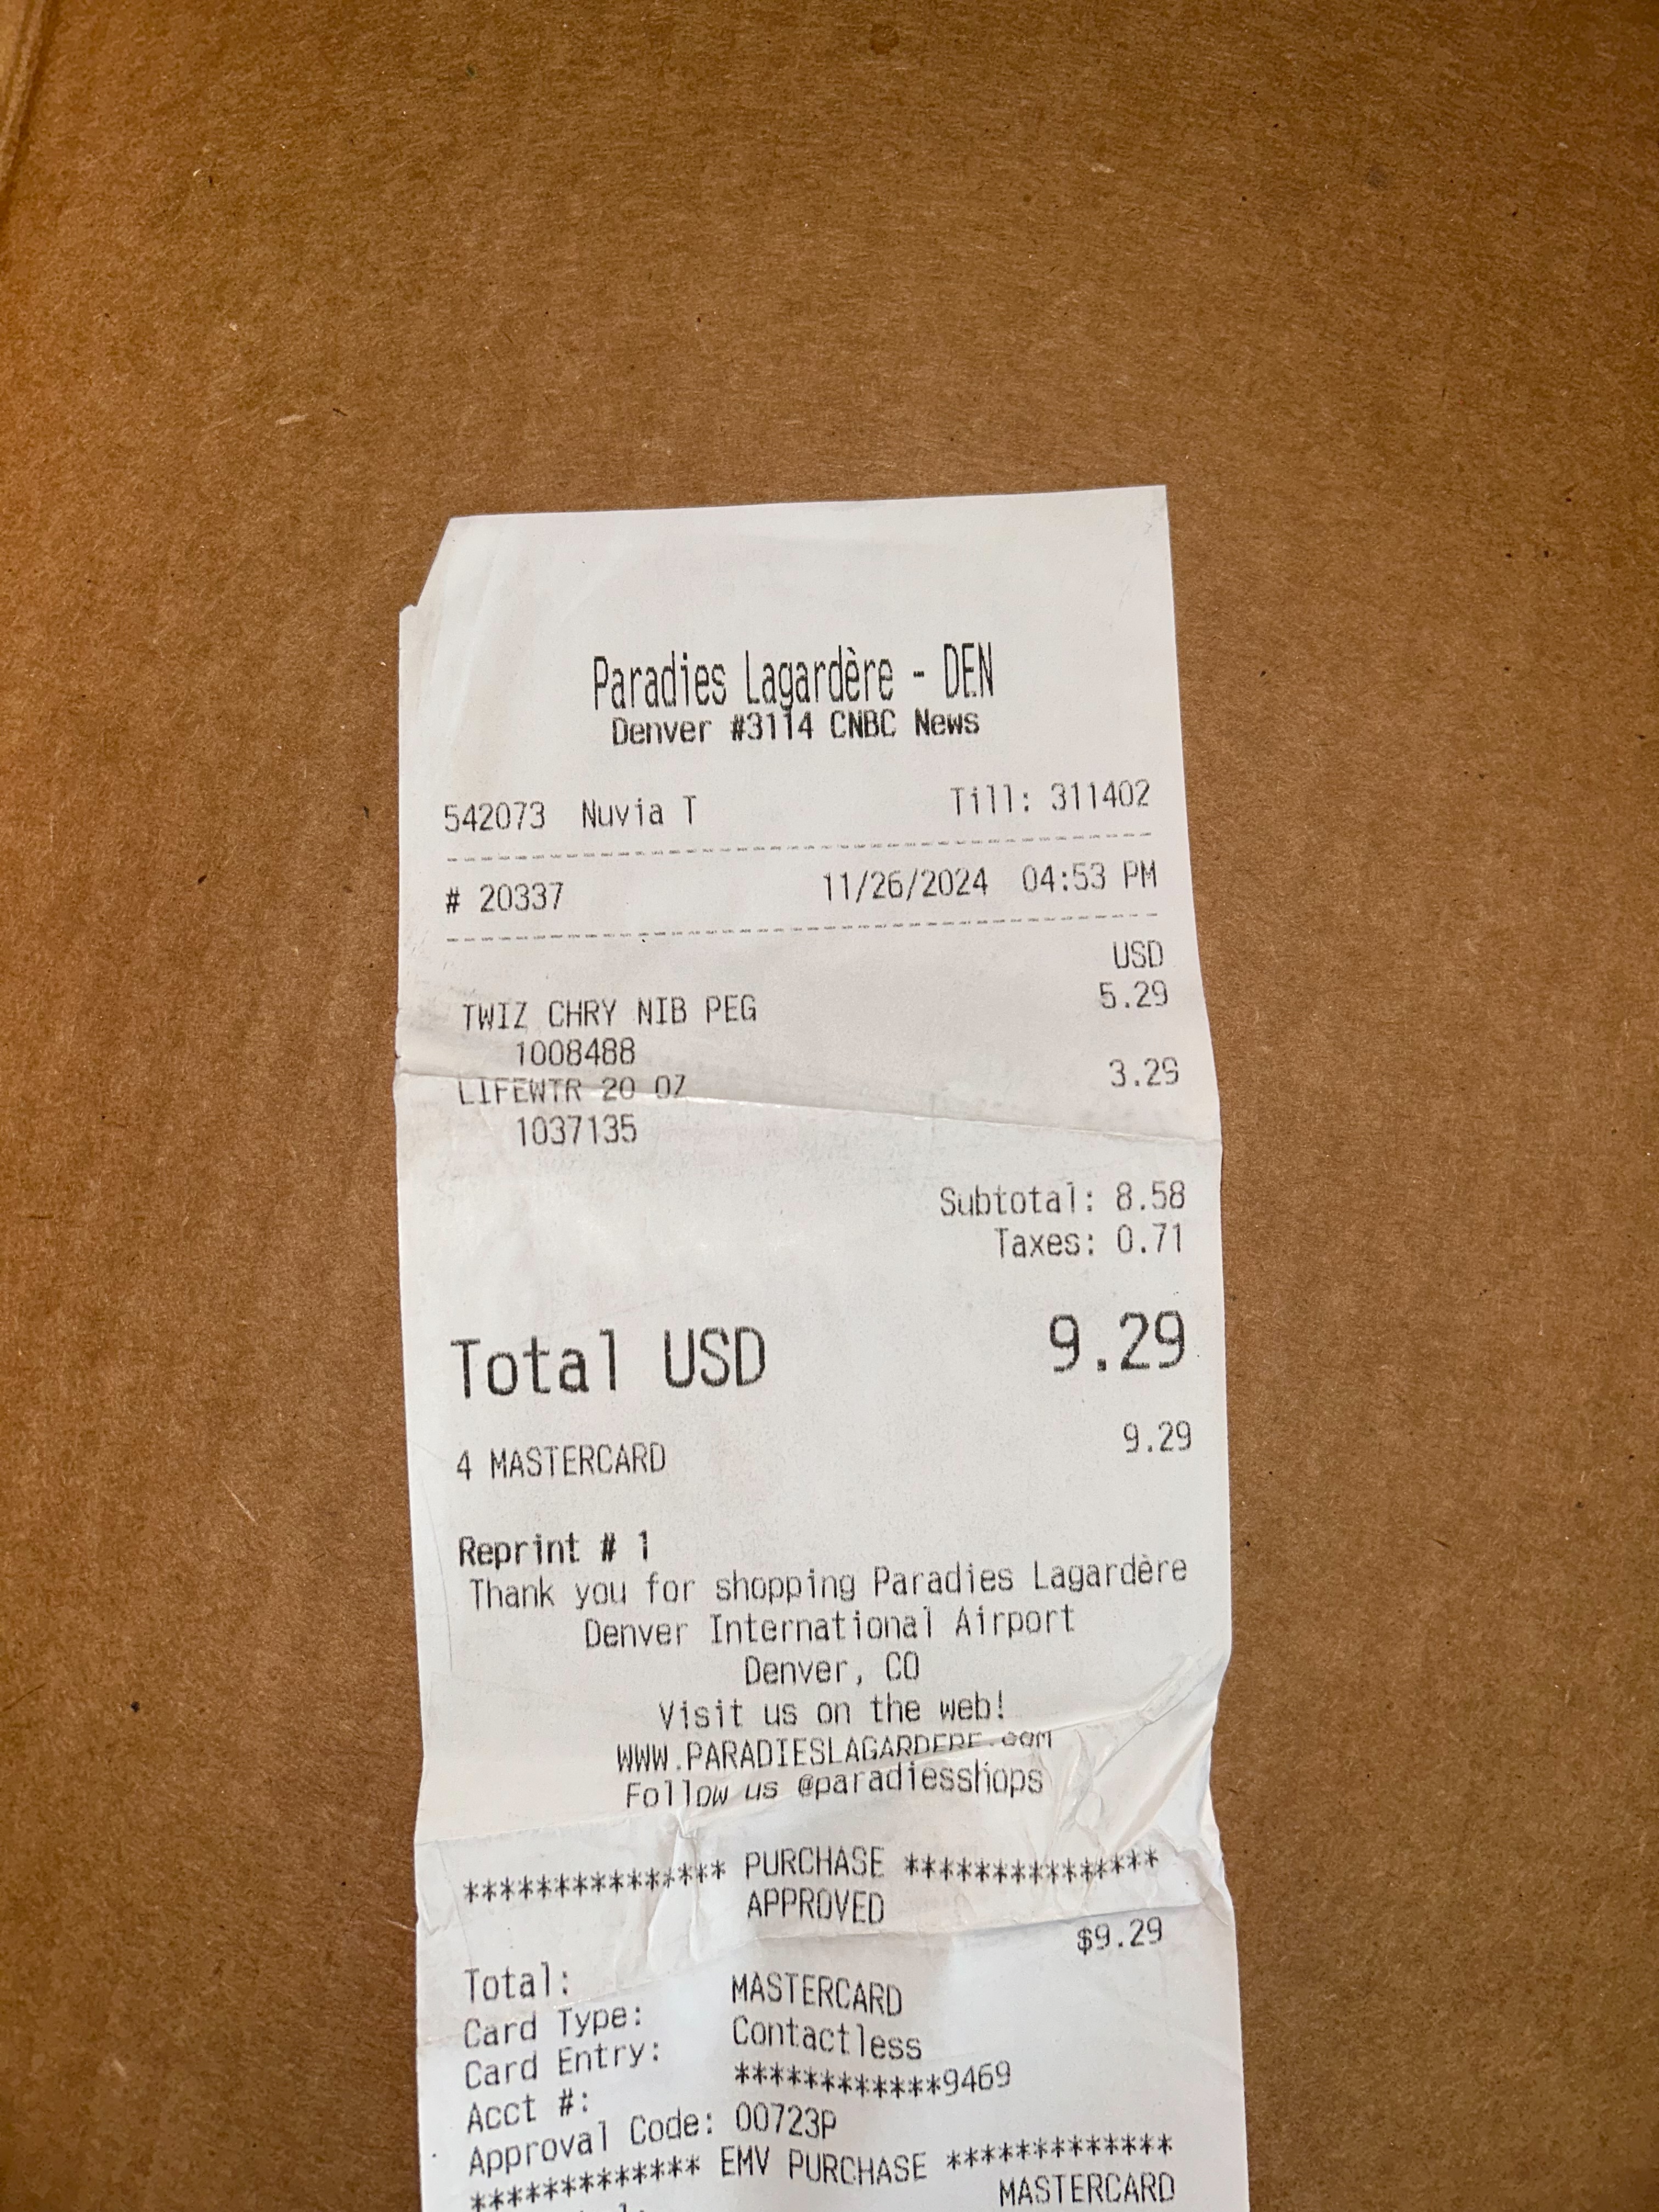 Paradies Lagardère - DEN
Denver #3114 CNBC News
542073 Nuvia T Till: 311402
# 20337 11/26/2024 04:53 PM
USD
TWIZ CHRY NIB PEG 5.29
1008488
LIFEWTR 20 OZ 3.29
1037135
Subtotal: 8.58
Taxes: 0.71
Total USD 9.29
4 MASTERCARD 9.29
Reprint # 1
Thank you for shopping Paradies Lagardère
Denver International Airport
Denver, CO
Visit us on the web!
WWW.PARADIESLAGARDERE.com
Follow us @paradiesshops
*************** PURCHASE ***************
APPROVED
Total: $9.29
Card Type: MASTERCARD
Card Entry: Contactless
Acct #: ************9469
Approval Code: 00723P
************* EMV PURCHASE *************
MASTERCARD